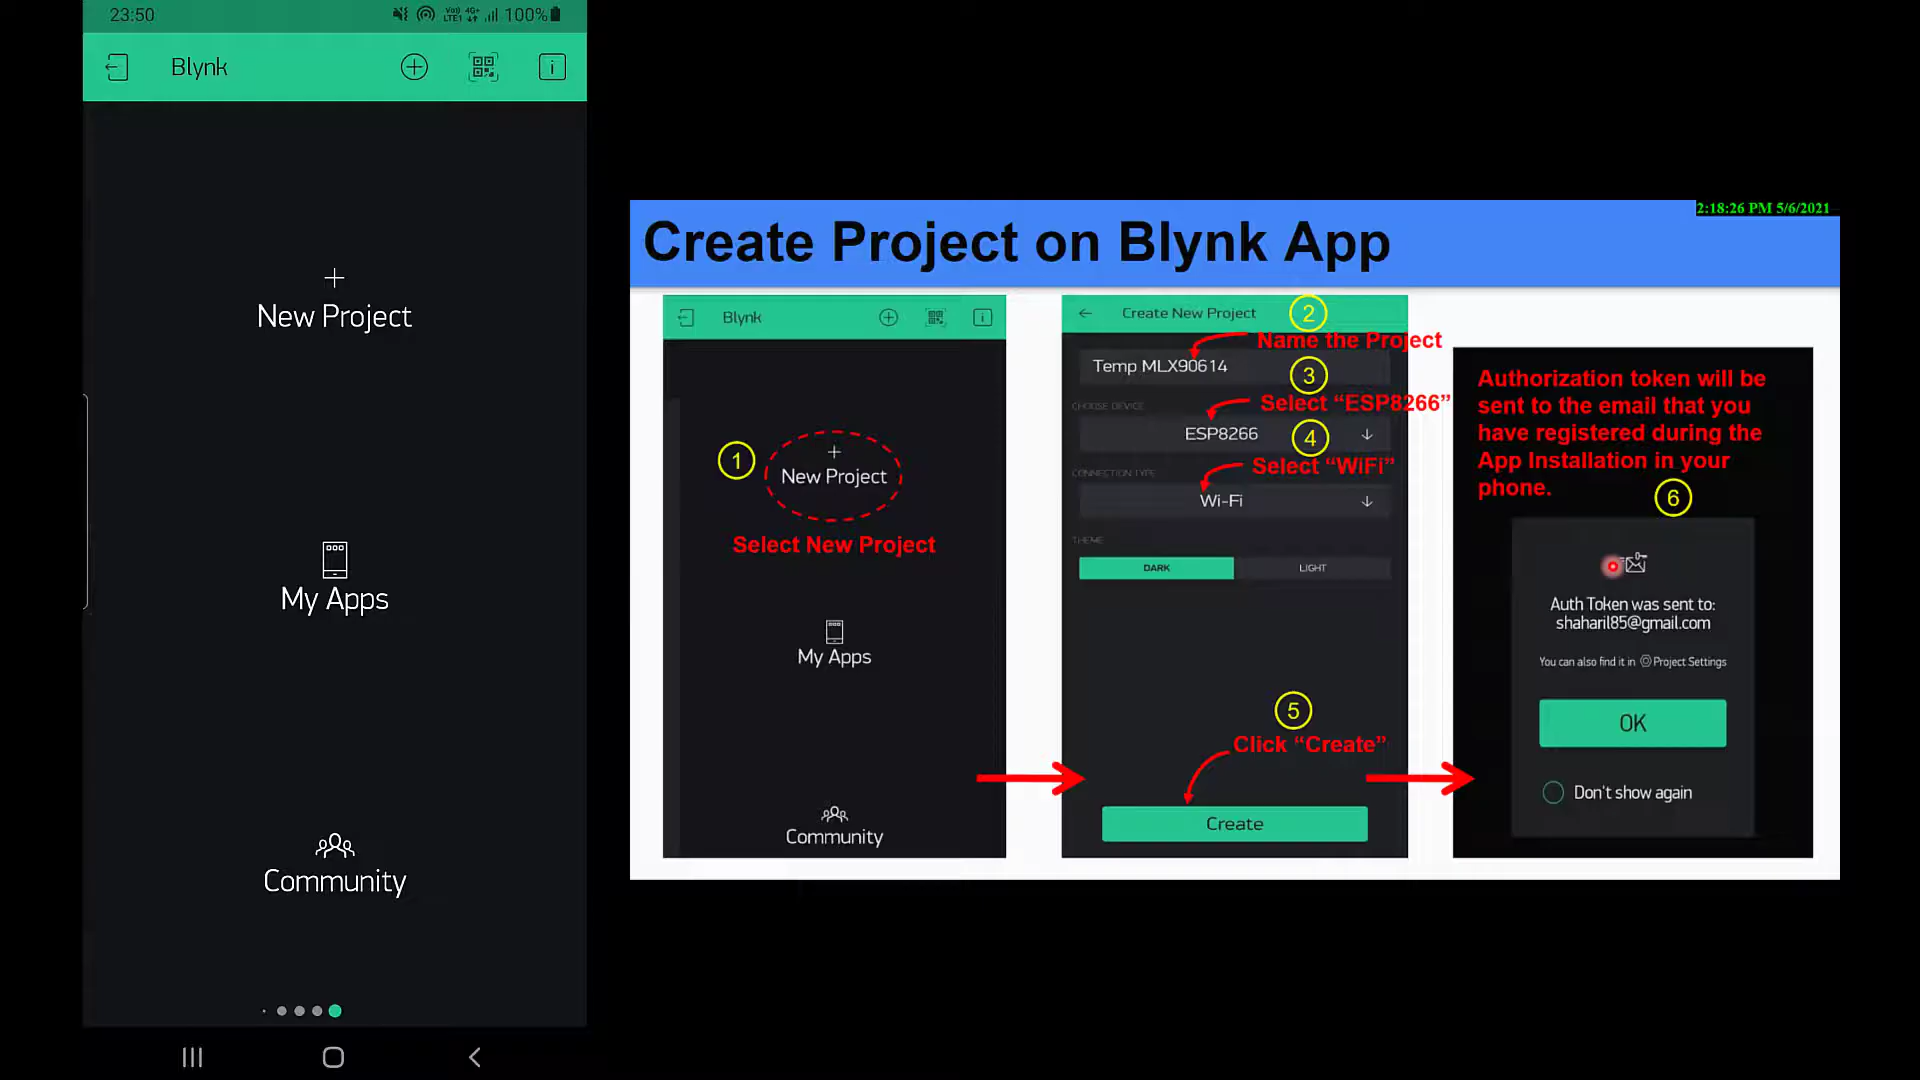 23:50
100%
Blynk
New Project
My Apps
Community
2:18:26 PM 5/6/2021
Create Project on Blynk App
Blynk
1
New Project
Select New Project
My Apps
Community
Create New Project
2
Name the Project
Temp MLX90614
3
CHOOSE DEVICE
Select “ESP8266”
ESP8266
4
CONNECTION TYPE
Select “WiFi”
Wi-Fi
THEME
DARK
LIGHT
5
Click “Create”
Create
Authorization token will be
sent to the email that you
have registered during the
App Installation in your
phone.
6
Auth Token was sent to:
shaharil85@gmail.com
You can also find it in Project Settings
OK
Don't show again